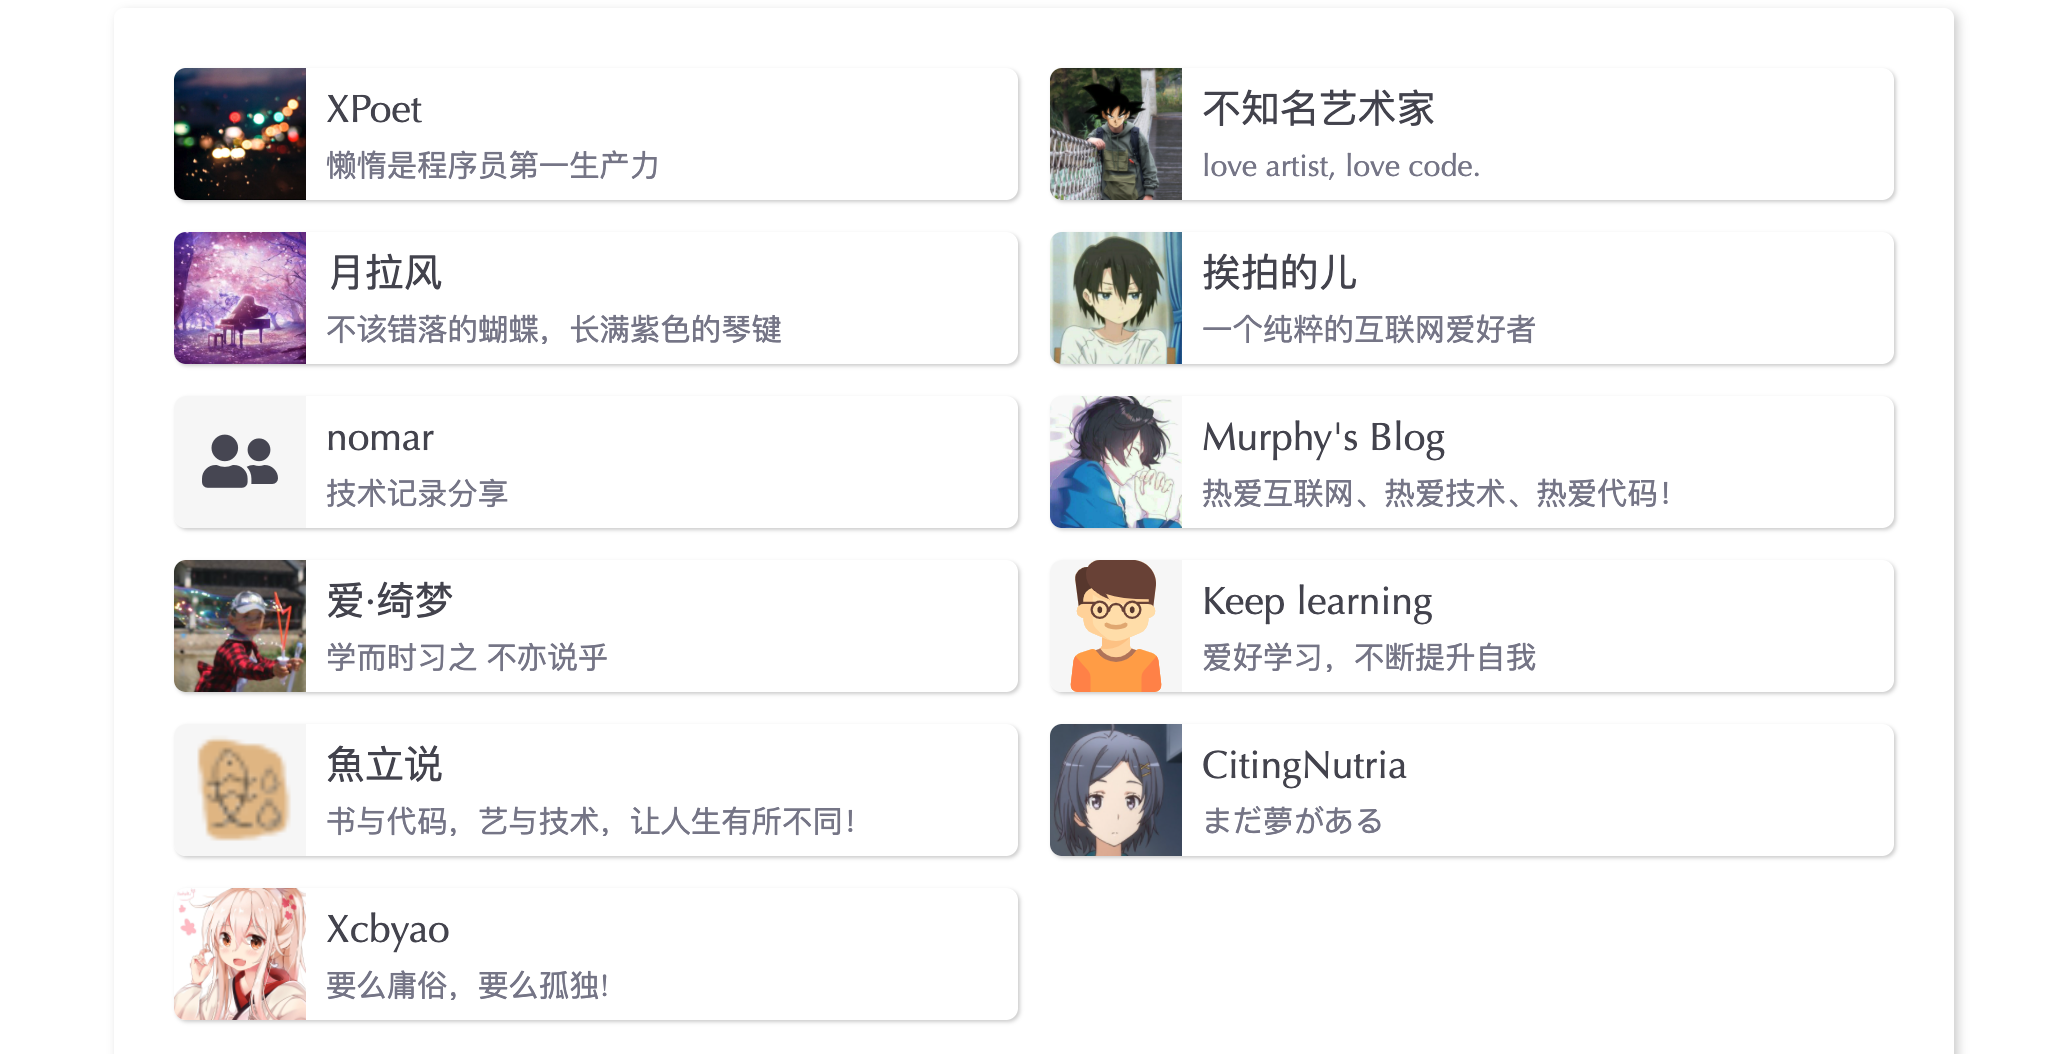 XPoet
懒惰是程序员第一生产力
不知名艺术家
love artist, love code.
月拉风
不该错落的蝴蝶，长满紫色的琴键
挨拍的儿
一个纯粹的互联网爱好者
nomar
技术记录分享
Murphy's Blog
热爱互联网、热爱技术、热爱代码！
爱·绮梦
学而时习之 不亦说乎
Keep learning
爱好学习，不断提升自我
魚立说
书与代码，艺与技术，让人生有所不同！
CitingNutria
まだ夢がある
Xcbyao
要么庸俗，要么孤独!